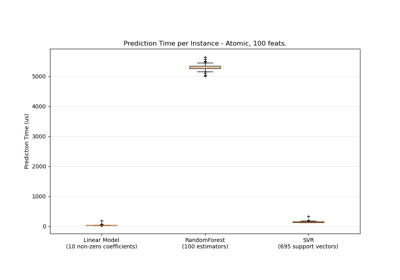 Prediction Time per Instance - Atomic, 100 feats.
5000
4000
3000
2000
1000
0
Prediction Time (us)
Linear Model
(10 non-zero coefficients)
RandomForest
(100 estimators)
SVR
(695 support vectors)